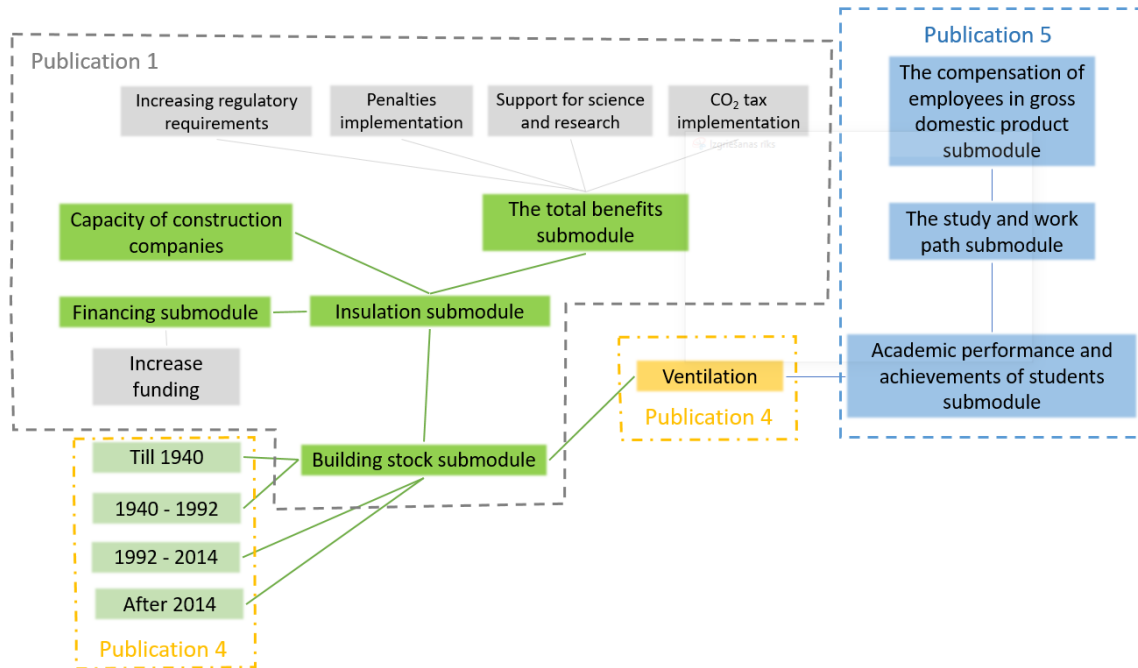 Publication 1
Increasing regulatory
requirements
Penalties
implementation
Support for science
and research
CO₂ tax
implementation
Izgriešanas rīks
Capacity of construction
companies
The total benefits
submodule
Financing submodule
Insulation submodule
Increase
funding
Building stock submodule
Till 1940
1940 - 1992
1992 - 2014
After 2014
Publication 4
Ventilation
Publication 4
Publication 5
The compensation of
employees in gross
domestic product
submodule
The study and work
path submodule
Academic performance and
achievements of students
submodule